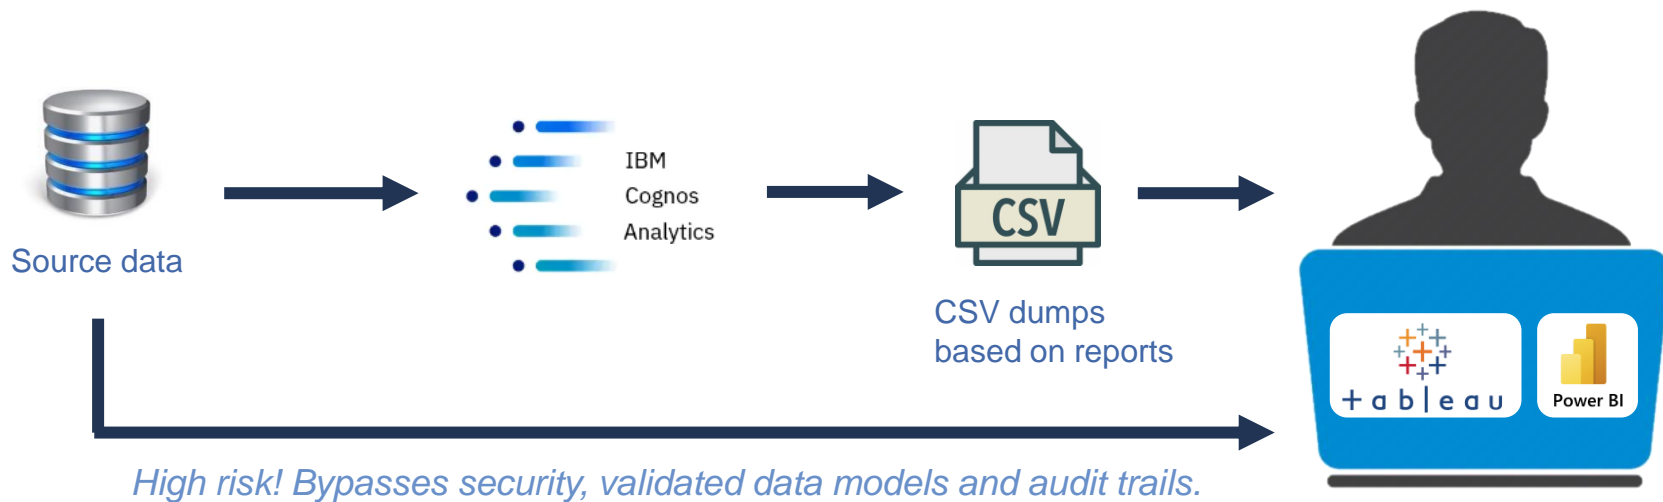 Source data
IBM
Cognos
Analytics
CSV
CSV dumps
based on reports
+ableau
Power BI
High risk! Bypasses security, validated data models and audit trails.